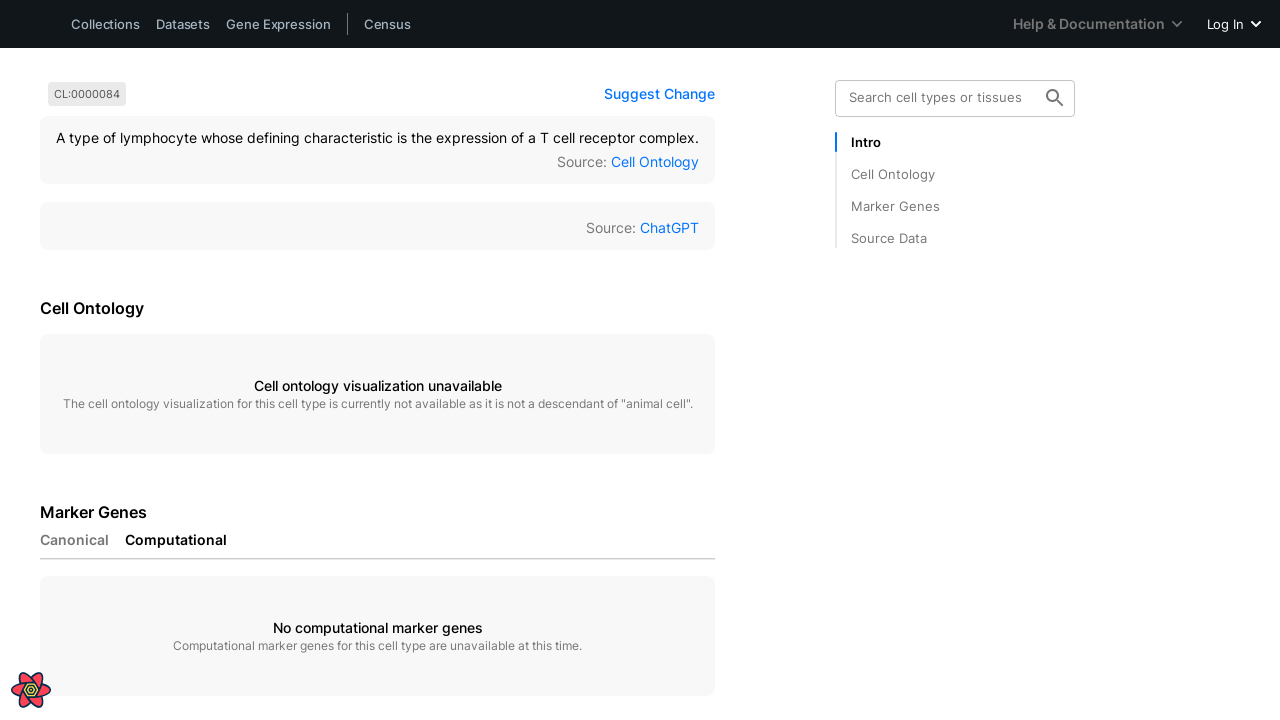 Collections Datasets Gene Expression Census Help & Documentation Log In
CL:0000084 Suggest Change
A type of lymphocyte whose defining characteristic is the expression of a T cell receptor complex.
Source: Cell Ontology
Source: ChatGPT
Cell Ontology
Cell ontology visualization unavailable
The cell ontology visualization for this cell type is currently not available as it is not a descendant of "animal cell".
Marker Genes
Canonical Computational
No computational marker genes
Computational marker genes for this cell type are unavailable at this time.
Search cell types or tissues
Intro
Cell Ontology
Marker Genes
Source Data